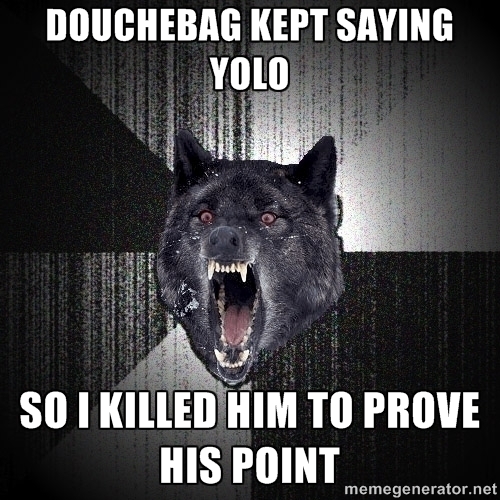 DOUCHEBAG KEPT SAYING
YOLO
SO I KILLED HIM TO PROVE
HIS POINT
memegenerator.net